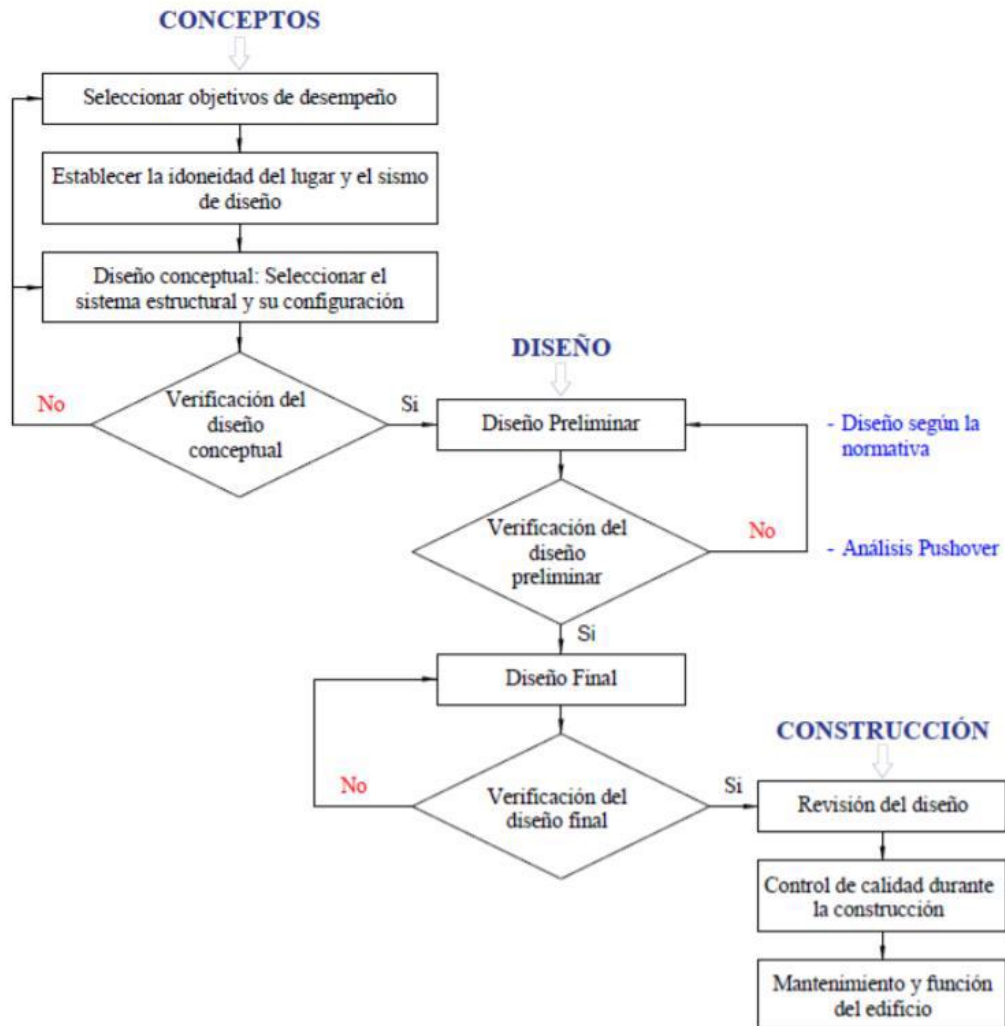 CONCEPTOS
Seleccionar objetivos de desempeño
Establecer la idoneidad del lugar y el sismo
de diseño
Diseño conceptual: Seleccionar el
sistema estructural y su configuración
No
Verificación del
diseño
conceptual
Si
DISEÑO
Diseño Preliminar
- Diseño según la
normativa
Verificación del
diseño
preliminar
No
- Análisis Pushover
Si
Diseño Final
No
Verificación del
diseño final
Si
CONSTRUCCIÓN
Revisión del diseño
Control de calidad durante
la construcción
Mantenimiento y función
del edificio